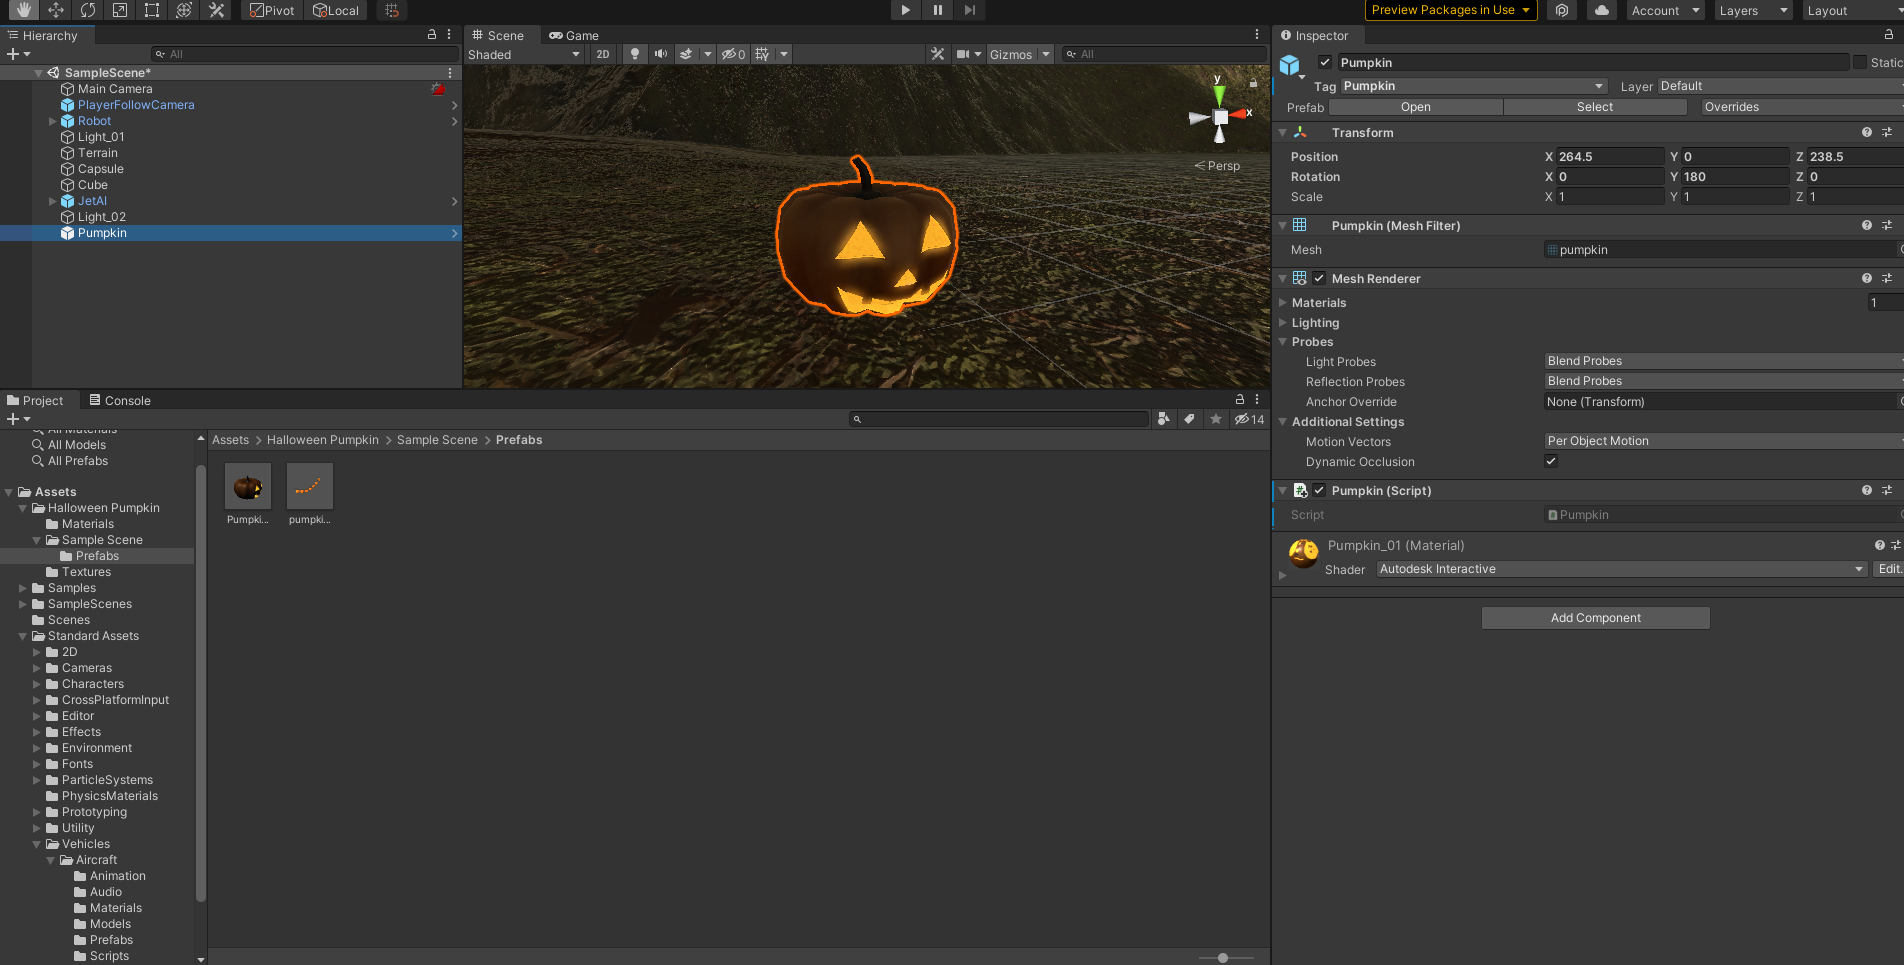 Pivot
Local
Preview Packages in Use
Account
Layers
Layout
Hierarchy
All
SampleScene*
Main Camera
PlayerFollowCamera
Robot
Light_01
Terrain
Capsule
Cube
JetAI
Light_02
Pumpkin
Scene
Game
Shaded
2D
0
Gizmos
All
y
x
Persp
Inspector
Pumpkin
Static
Tag Pumpkin
Layer Default
Prefab Open Select Overrides
Transform
Position X 264.5 Y 0 Z 238.5
Rotation X 0 Y 180 Z 0
Scale X 1 Y 1 Z 1
Pumpkin (Mesh Filter)
Mesh pumpkin
Mesh Renderer
Materials 1
Lighting
Probes
Light Probes Blend Probes
Reflection Probes Blend Probes
Anchor Override None (Transform)
Additional Settings
Motion Vectors Per Object Motion
Dynamic Occlusion
Pumpkin (Script)
Script Pumpkin
Pumpkin_01 (Material)
Shader Autodesk Interactive Edit..
Add Component
Project
Console
14
All Materials
All Models
All Prefabs
Assets
Halloween Pumpkin
Materials
Sample Scene
Prefabs
Textures
Samples
SampleScenes
Scenes
Standard Assets
2D
Cameras
Characters
CrossPlatformInput
Editor
Effects
Environment
Fonts
ParticleSystems
PhysicsMaterials
Prototyping
Utility
Vehicles
Aircraft
Animation
Audio
Materials
Models
Prefabs
Scripts
Assets > Halloween Pumpkin > Sample Scene > Prefabs
Pumpki...
pumpki...